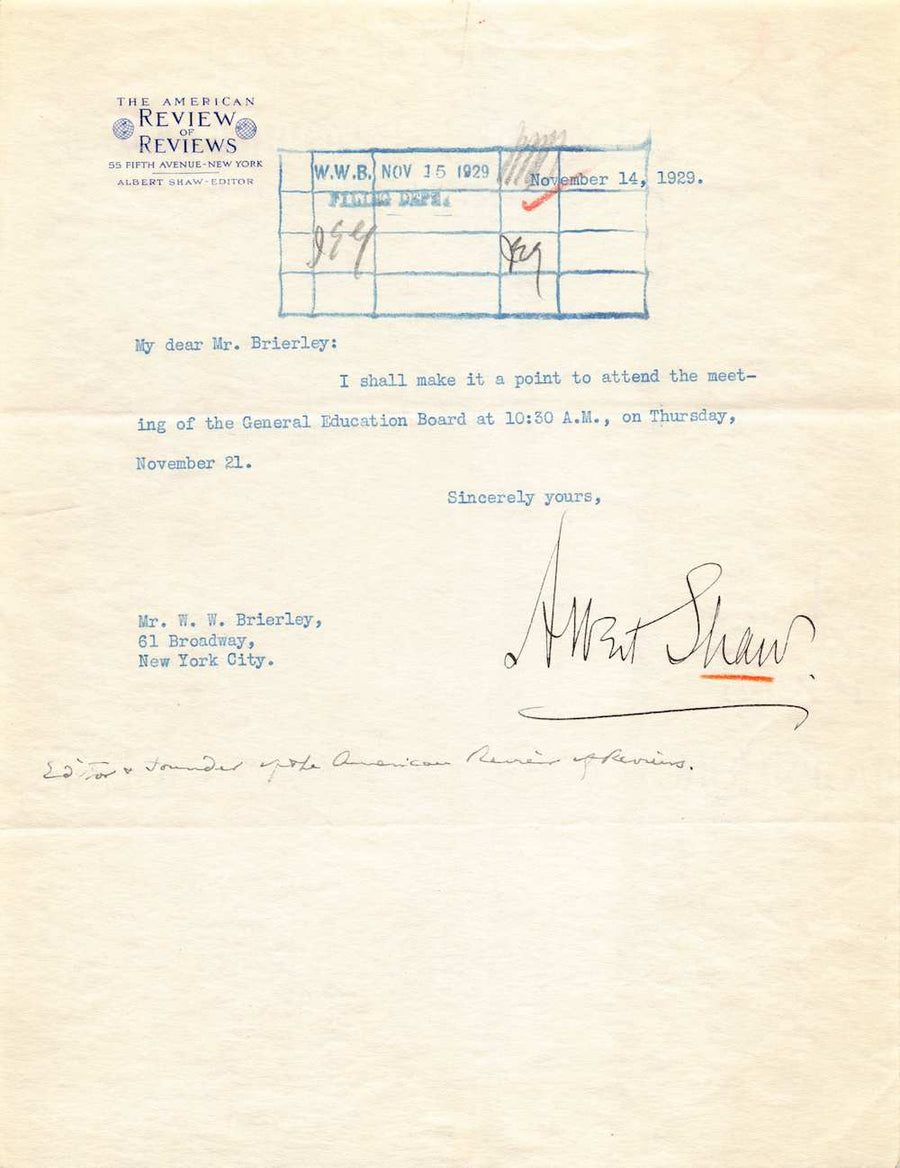 THE AMERICAN
REVIEW
OF
REVIEWS
55 FIFTH AVENUE-NEW YORK
ALBERT SHAW-EDITOR
W.W.B. NOV 15 1929
November 14, 1929.
FILING DEPT.
My dear Mr. Brierley:
I shall make it a point to attend the meet-
ing of the General Education Board at 10:30 A.M., on Thursday,
November 21.
Sincerely yours,
Albert Shaw.
Mr. W. W. Brierley,
61 Broadway,
New York City.
Editor & Founder of the American Review of Reviews.